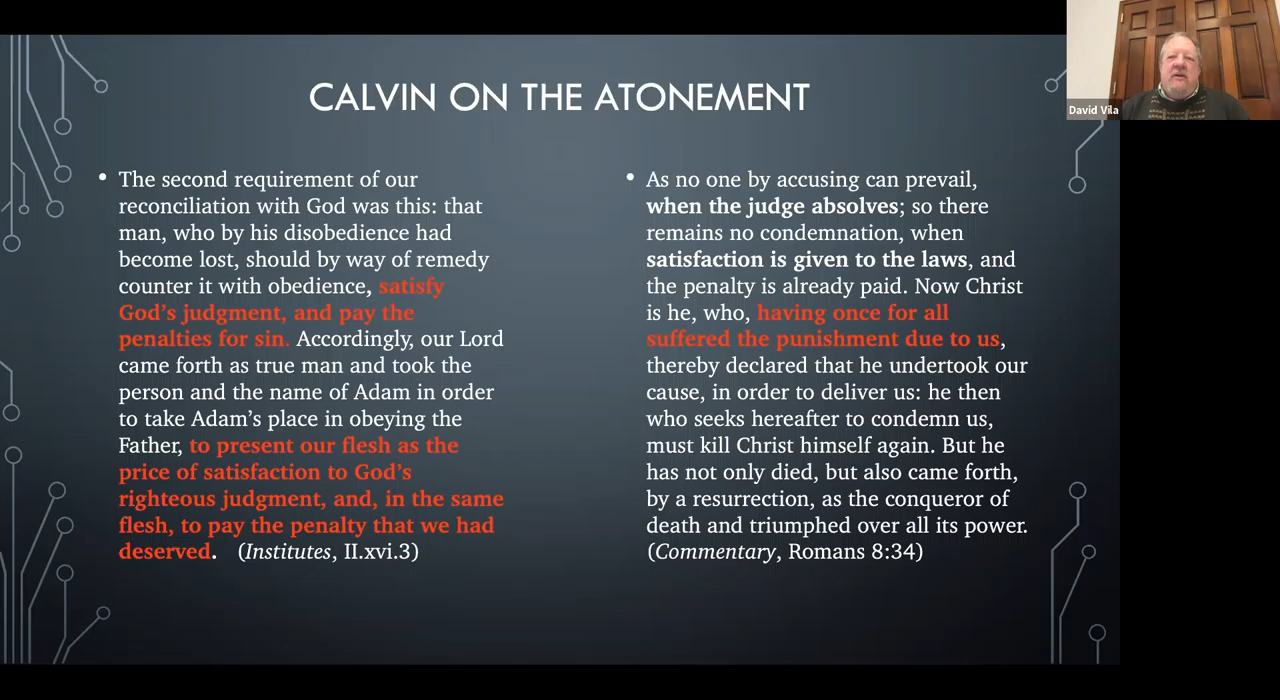 CALVIN ON THE ATONEMENT
• The second requirement of our
reconciliation with God was this: that
man, who by his disobedience had
become lost, should by way of remedy
counter it with obedience, satisfy
God’s judgment, and pay the
penalties for sin. Accordingly, our Lord
came forth as true man and took the
person and the name of Adam in order
to take Adam’s place in obeying the
Father, to present our flesh as the
price of satisfaction to God’s
righteous judgment, and, in the same
flesh, to pay the penalty that we had
deserved. (Institutes, II.xvi.3)
• As no one by accusing can prevail,
when the judge absolves; so there
remains no condemnation, when
satisfaction is given to the laws, and
the penalty is already paid. Now Christ
is he, who, having once for all
suffered the punishment due to us,
thereby declared that he undertook our
cause, in order to deliver us: he then
who seeks hereafter to condemn us,
must kill Christ himself again. But he
has not only died, but also came forth,
by a resurrection, as the conqueror of
death and triumphed over all its power.
(Commentary, Romans 8:34)
David Vila